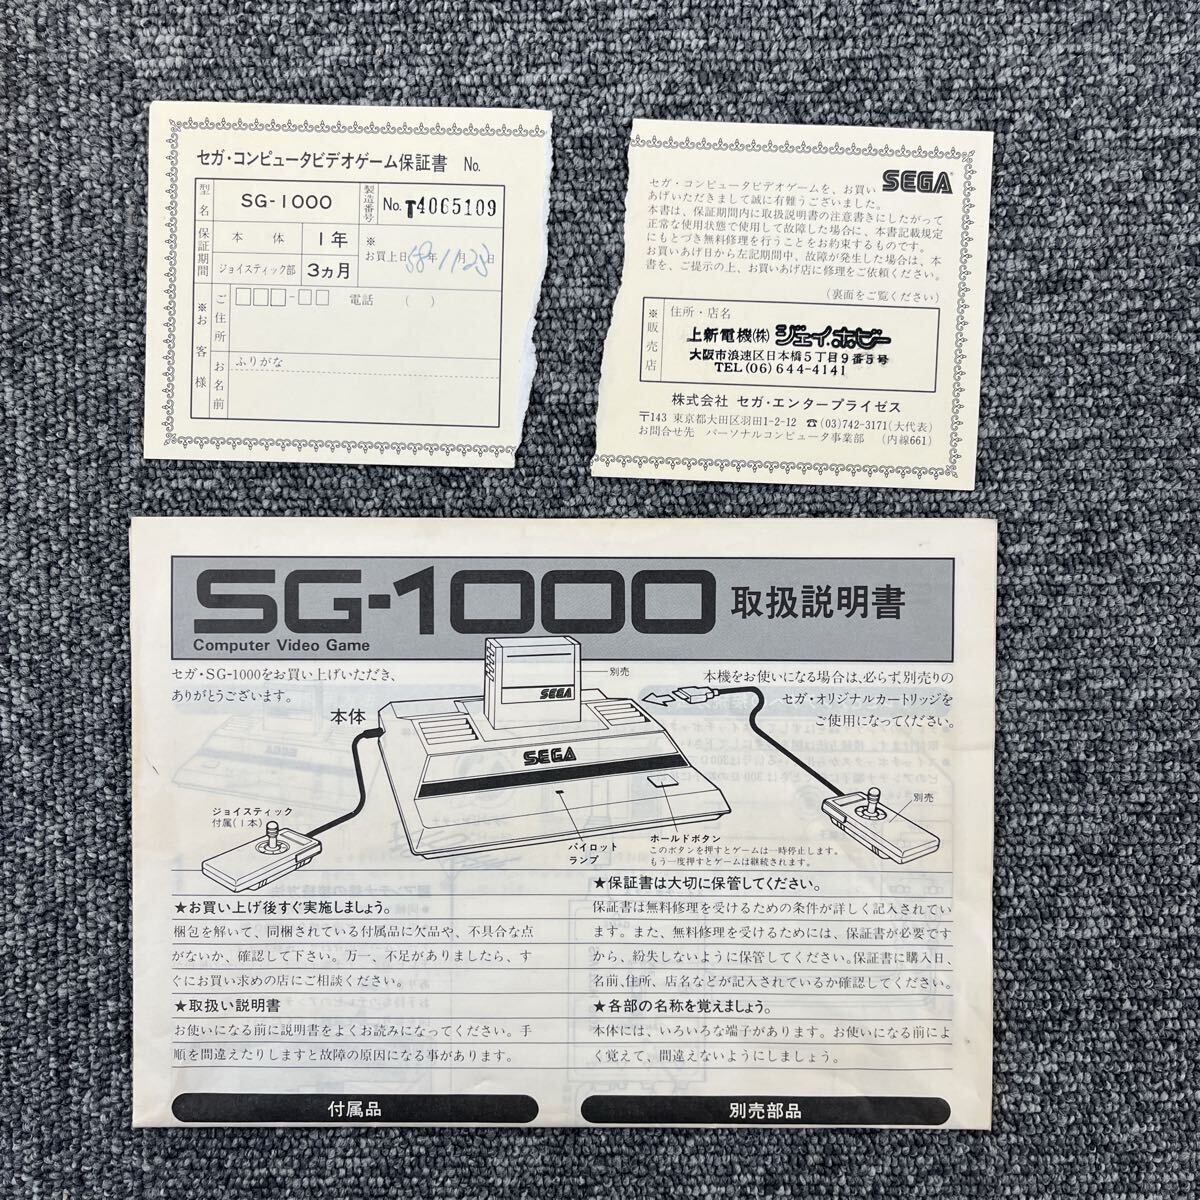 セガ・コンピュータビデオゲーム保証書 No.
型名 SG-1000 製造番号 No. T4065109
保証期間 本体 1年 ※お買上日 58年11月25日
ジョイスティック部 3ヵ月
※お客様 ご住所 □□□-□□ 電話 ( )
お名前 ふりがな
SEGA
セガ・コンピュータビデオゲームを、お買い
あげいただきまして誠に有難うございました。
本書は、保証期間内に取扱説明書の注意書きにしたがって
正常な使用状態で使用して故障した場合に、本書記載規定
にもとづき無料修理を行うことをお約束するものです。
お買いあげ日から左記期間中、故障が発生した場合は、本
書を、ご提示の上、お買いあげ店に修理をご依頼ください。
(裏面をご覧ください)
※販売店 住所・店名
上新電機(株) ジェイ.ホビー
大阪市浪速区日本橋5丁目9番5号
TEL(06)644-4141
株式会社 セガ・エンタープライゼス
〒143 東京都大田区羽田1-2-12 ☎(03)742-3171(大代表)
お問合せ先 パーソナルコンピュータ事業部 (内線661)
SG-1000 取扱説明書
Computer Video Game
セガ・SG-1000をお買い上げいただき、
ありがとうございます。
別売
本機をお使いになる場合は、必らず別売りの
セガ・オリジナルカートリッジを
ご使用になってください。
本体
SEGA
SEGA
ジョイスティック
付属(1本)
パイロット
ランプ
ホールドボタン
このボタンを押すとゲームは一時停止します。
もう一度押すとゲームは継続されます。
別売
★お買い上げ後すぐ実施しましょう。
梱包を解いて、同梱されている付属品に欠品や、不具合な点
がないか、確認して下さい。万一、不足がありましたら、す
ぐにお買い求めの店にご相談ください。
★取扱い説明書
お使いになる前に説明書をよくお読みになってください。手
順を間違えたりしますと故障の原因になる事があります。
★保証書は大切に保管してください。
保証書は無料修理を受けるための条件が詳しく記入されてい
ます。また、無料修理を受けるためには、保証書が必要です
から、紛失しないように保管してください。保証書に購入日、
名前、住所、店名などが記入されているか確認してください。
★各部の名称を覚えましょう。
本体には、いろいろな端子があります。お使いになる前によ
く覚えて、間違えないようにしましょう。
付属品
別売部品